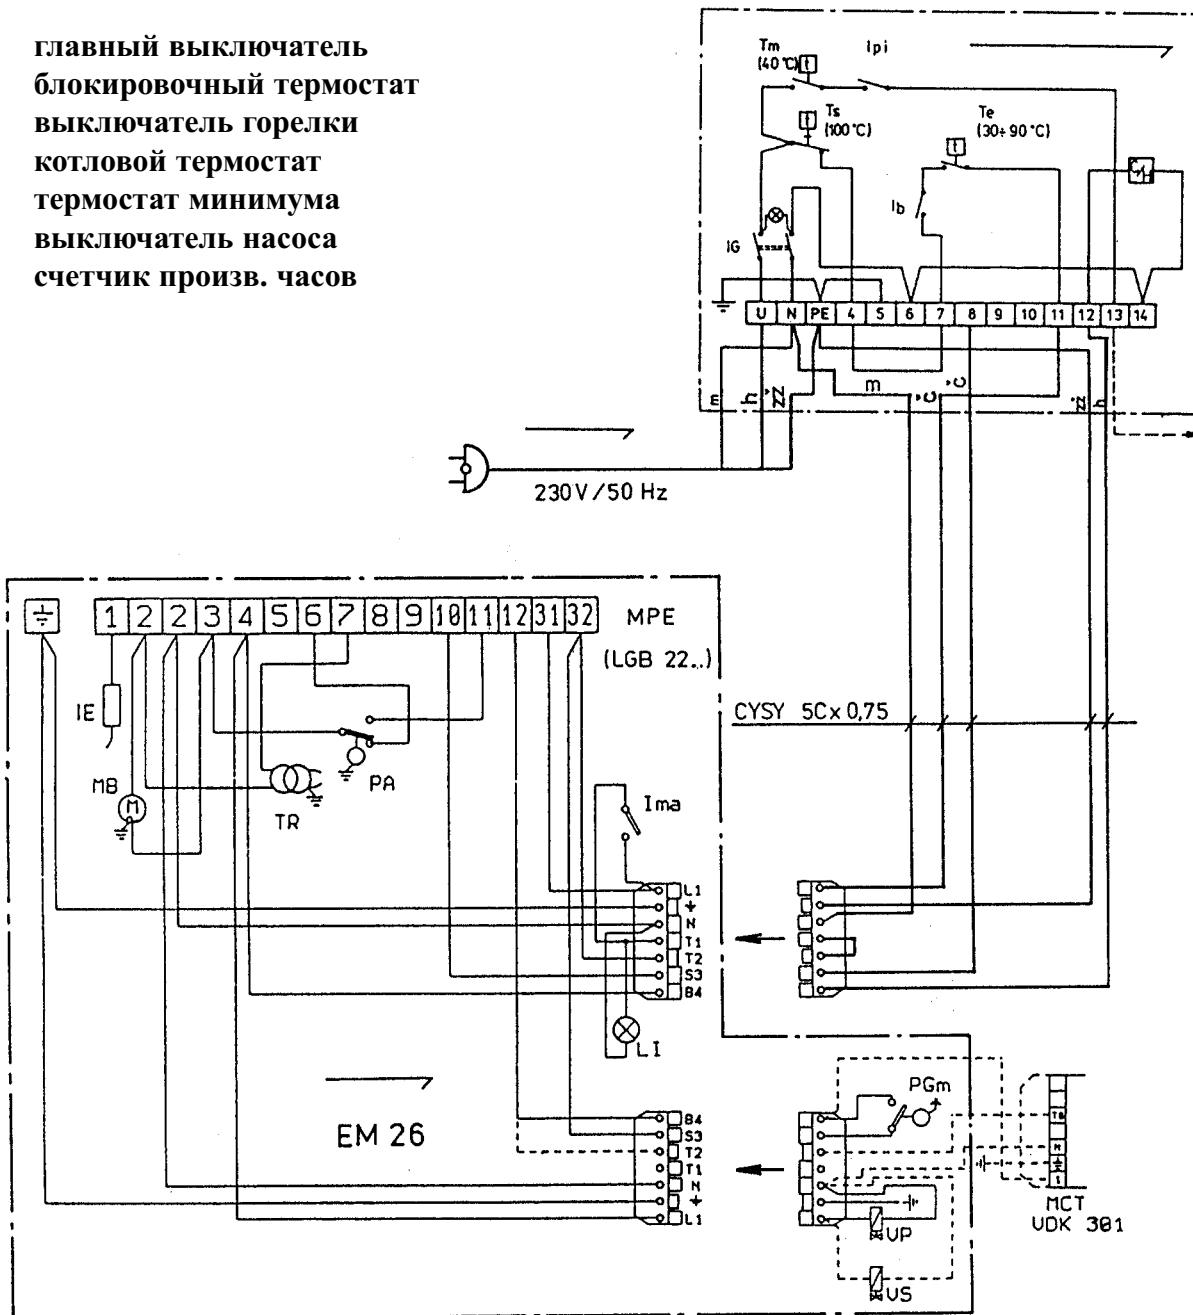 главный выключатель
блокировочный термостат
выключатель горелки
котловой термостат
термостат минимума
выключатель насоса
счетчик произв. часов
Tm
(40 °C)
Ipi
Ts
(100°C)
Te
(30÷90 °C)
Ib
IG
U N PE 4 5 6 7 8 9 10 11 12 13 14
m h žž m č č žž h
230V/50 Hz
1 2 2 3 4 5 6 7 8 9 10 11 12 31 32 MPE
(LGB 22..)
IE
MB
M
TR
PA
CYSY 5C x 0,75
Ima
L1
N
T1
T2
S3
B4
LI
EM 26
B4
S3
T2
T1
N
L1
PGm
VP
VS
N
MCT
VDK 301